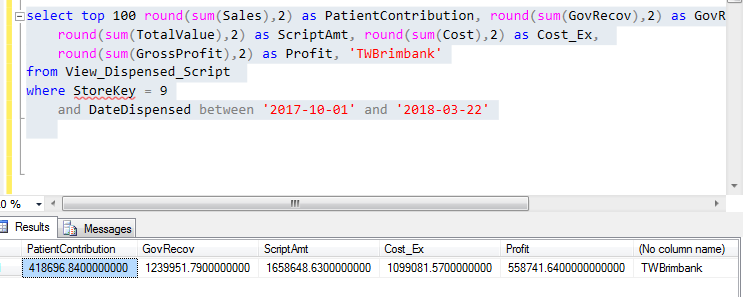 select top 100 round(sum(Sales),2) as PatientContribution, round(sum(GovRecov),2) as GovR
round(sum(TotalValue),2) as ScriptAmt, round(sum(Cost),2) as Cost_Ex,
round(sum(GrossProfit),2) as Profit, 'TWBrimbank'
from View_Dispensed_Script
where StoreKey = 9
and DateDispensed between '2017-10-01' and '2018-03-22'
0 %
Results Messages
PatientContribution GovRecov ScriptAmt Cost_Ex Profit (No column name)
418696.8400000000 1239951.7900000000 1658648.6300000000 1099081.5700000000 558741.6400000000000 TWBrimbank